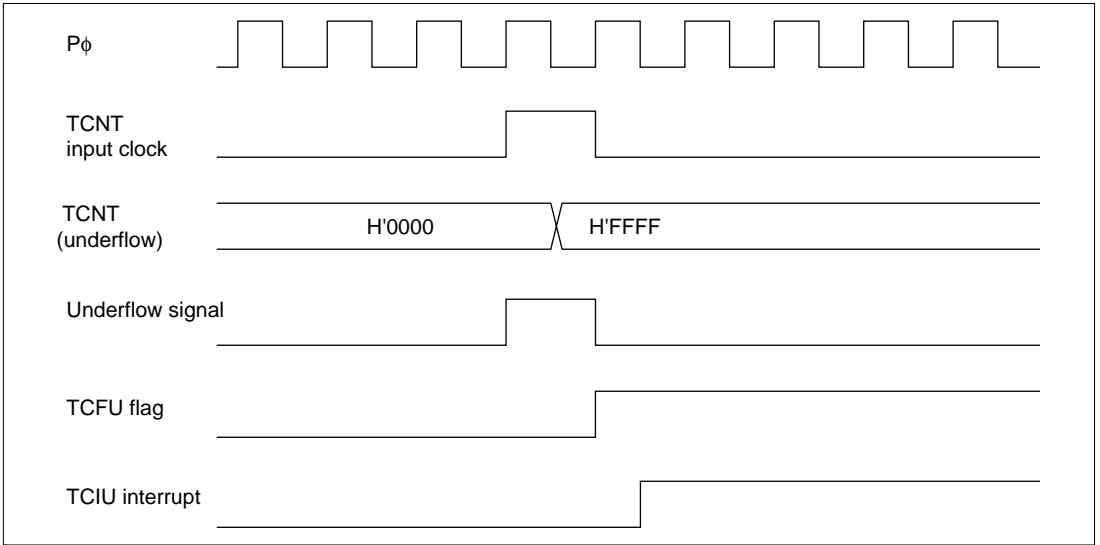 Pφ
TCNT
input clock
TCNT
(underflow)
H'0000
H'FFFF
Underflow signal
TCFU flag
TCIU interrupt